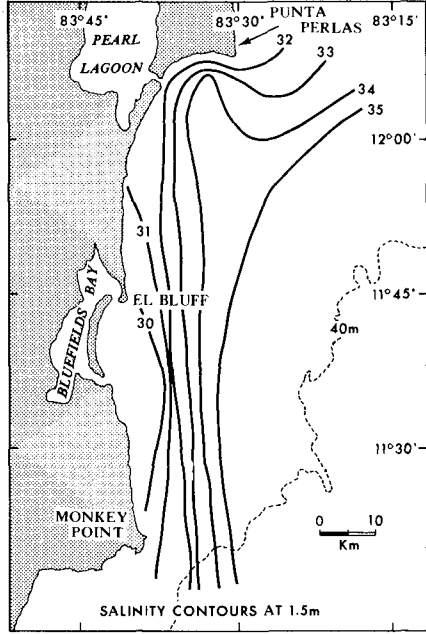 83°45' 83°30' 83°15'
PUNTA
PERLAS
PEARL
LAGOON
32
33
34
35
12°00'
31
BLUEFIELDS BAY
EL BLUFF
30
11°45'
40m
11°30'
MONKEY
POINT
0 10
Km
SALINITY CONTOURS AT 1.5m